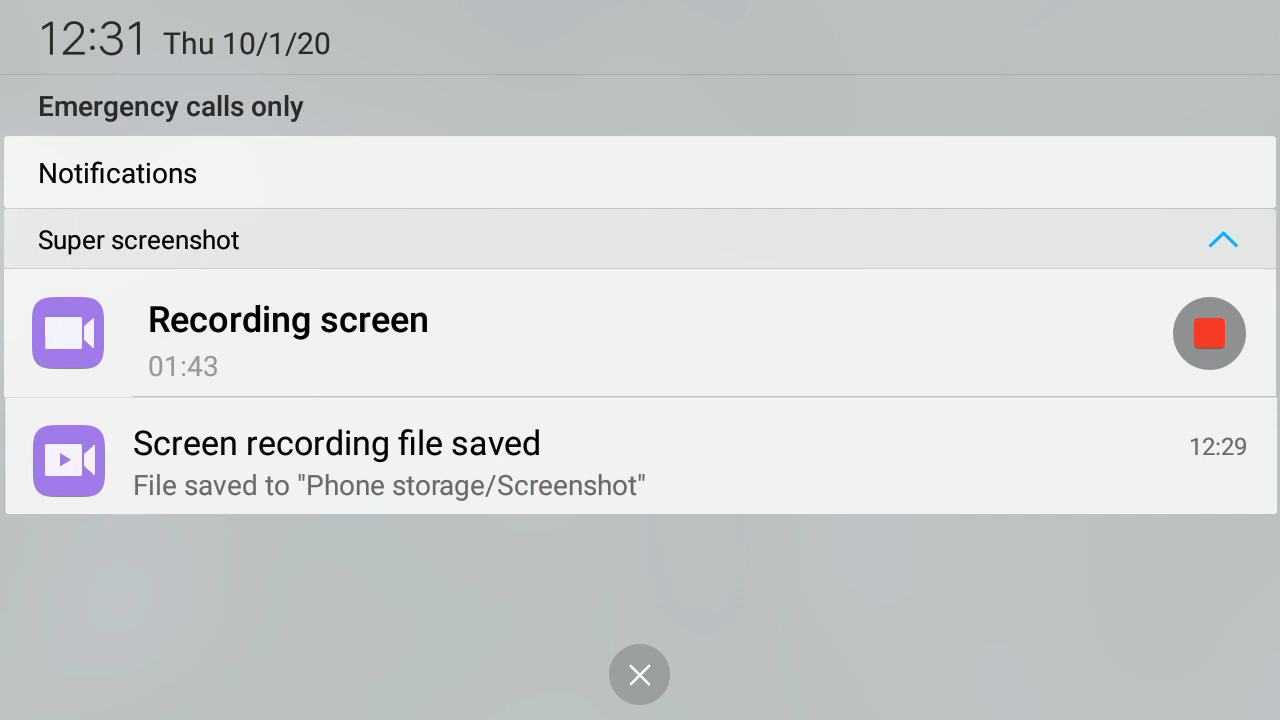 12:31 Thu 10/1/20
Emergency calls only
Notifications
Super screenshot
Recording screen
01:43
Screen recording file saved 12:29
File saved to "Phone storage/Screenshot"